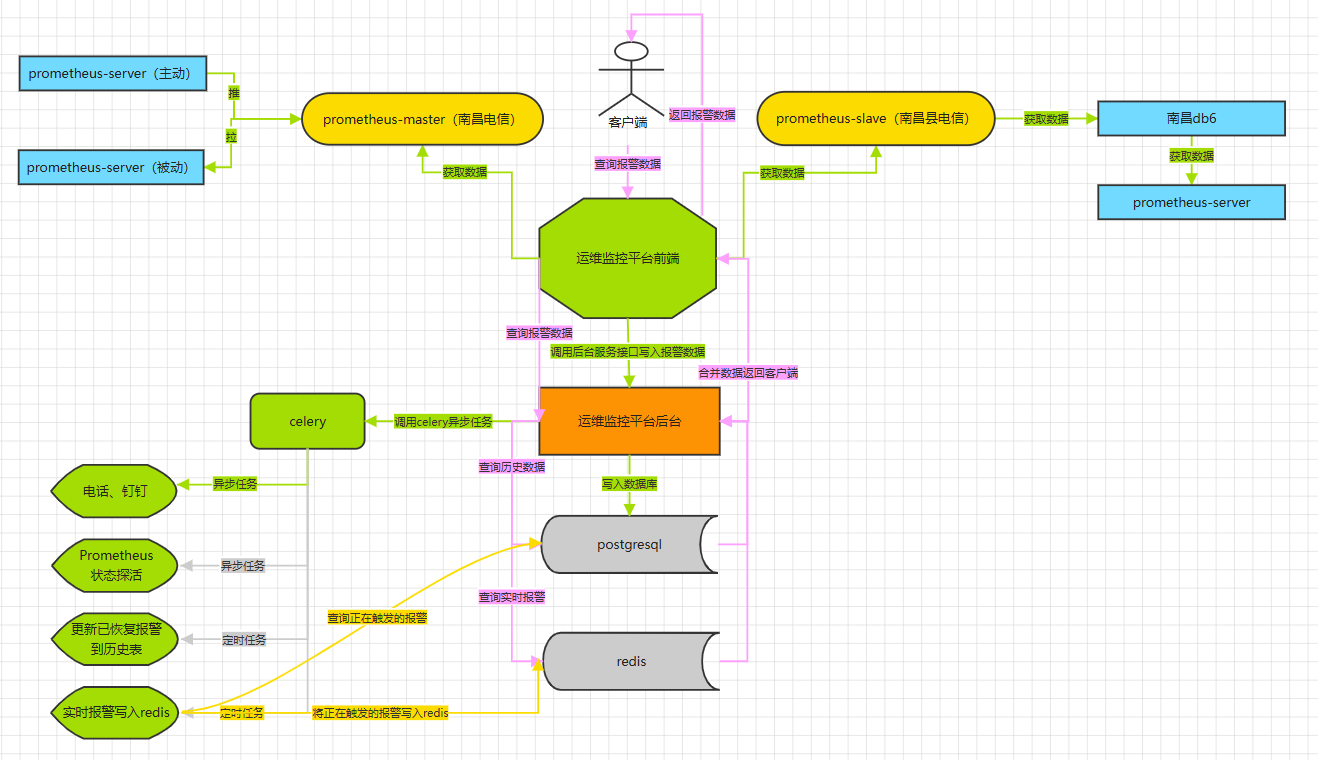 返回报警数据
prometheus-server（主动）
推
拉
prometheus-server（被动）
prometheus-master（南昌电信）
客户端
prometheus-slave（南昌县电信）
获取数据
南昌db6
获取数据
prometheus-server
获取数据
查询报警数据
获取数据
运维监控平台前端
查询报警数据
调用后台服务接口写入报警数据
合并数据返回客户端
celery
调用celery异步任务
运维监控平台后台
查询历史数据
写入数据库
电话、钉钉
异步任务
postgresql
Prometheus
状态探活
异步任务
查询实时报警
查询正在触发的报警
更新已恢复报警
到历史表
定时任务
redis
实时报警写入redis
定时任务
将正在触发的报警写入redis